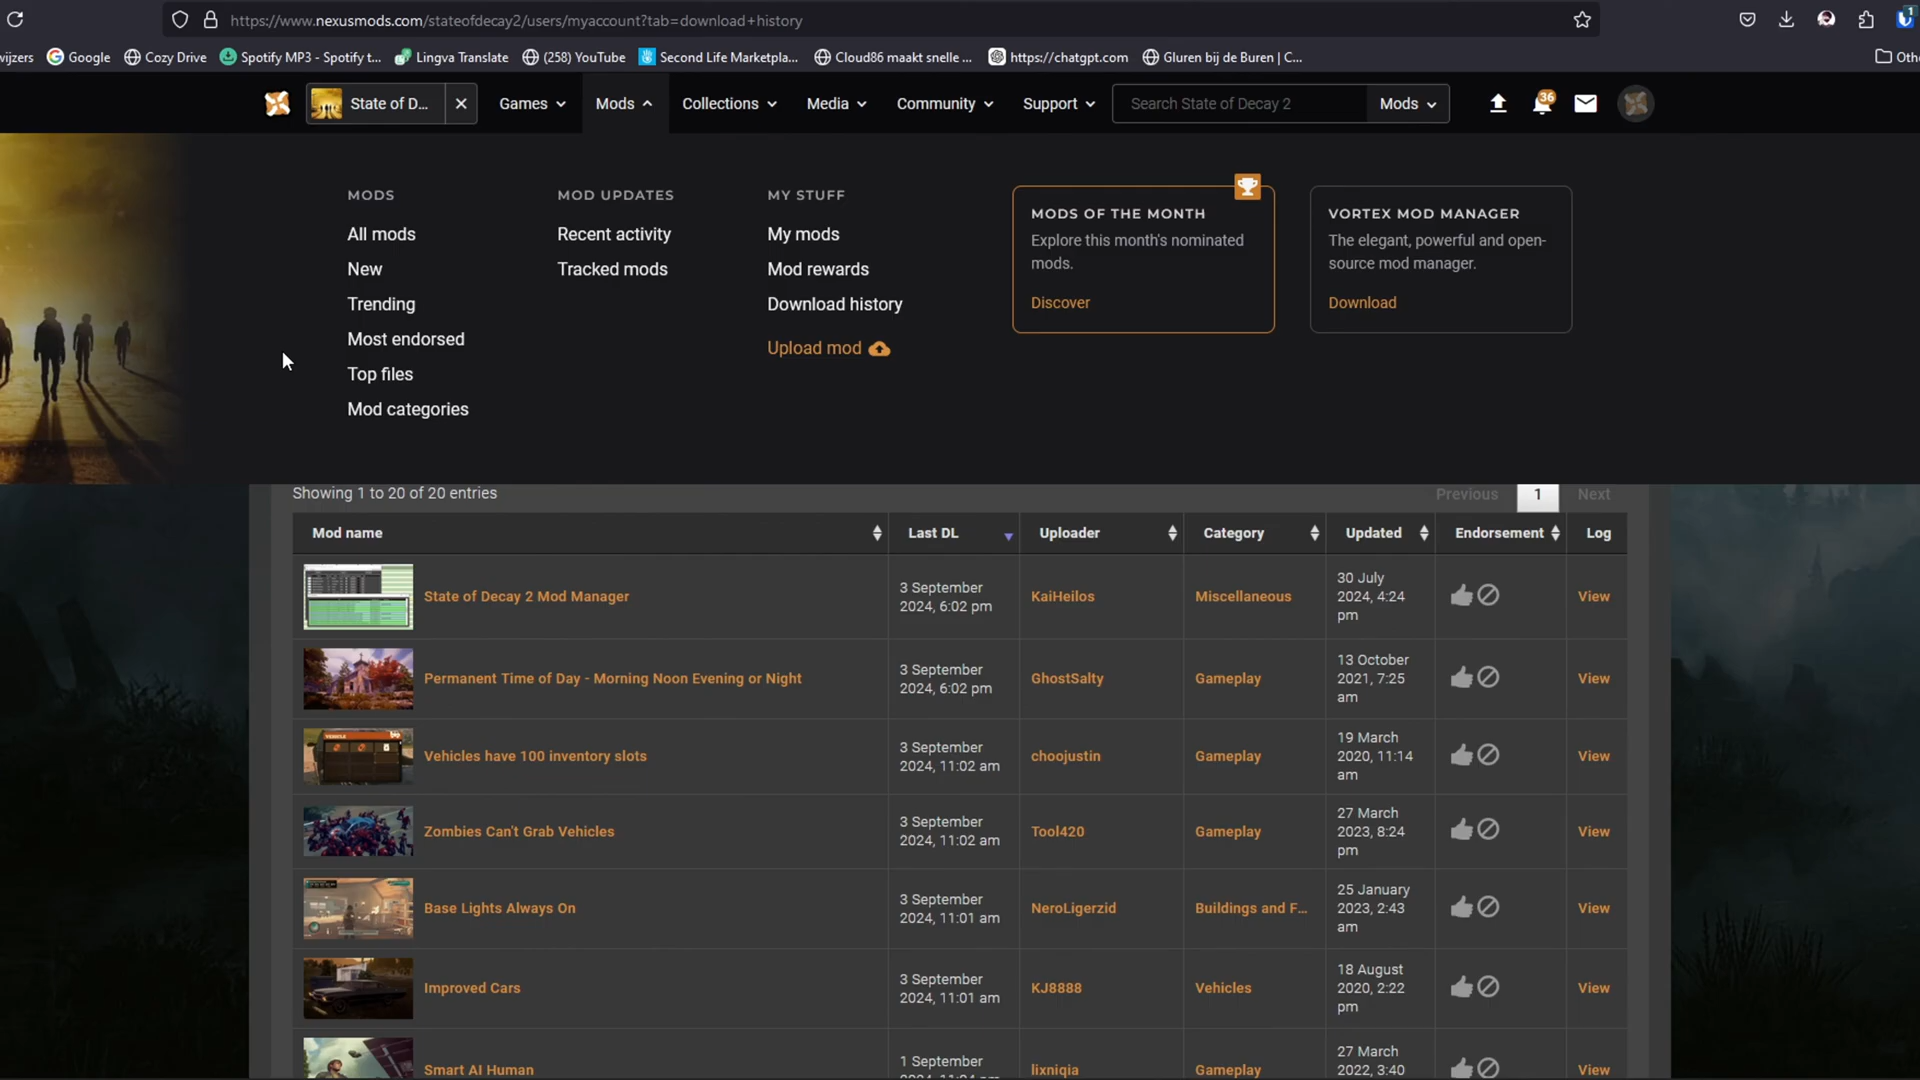 https://www.nexusmods.com/stateofdecay2/users/myaccount?tab=download+history
1
wijzers Google Cozy Drive Spotify MP3 - Spotify t... Lingva Translate (258) YouTube Second Life Marketpla... Cloud86 maakt snelle ... https://chatgpt.com Gluren bij de Buren | C... Oth
State of D... Games Mods Collections Media Community Support Search State of Decay 2 Mods 36
MODS MOD UPDATES MY STUFF
All mods Recent activity My mods
New Tracked mods Mod rewards
Trending Download history
Most endorsed Upload mod
Top files
Mod categories
MODS OF THE MONTH
Explore this month's nominated
mods.
Discover
VORTEX MOD MANAGER
The elegant, powerful and open-
source mod manager.
Download
Showing 1 to 20 of 20 entries Previous 1 Next
Mod name Last DL Uploader Category Updated Endorsement Log
State of Decay 2 Mod Manager 3 September
2024, 6:02 pm KaiHeilos Miscellaneous 30 July
2024, 4:24
pm View
Permanent Time of Day - Morning Noon Evening or Night 3 September
2024, 6:02 pm GhostSalty Gameplay 13 October
2021, 7:25
am View
Vehicles have 100 inventory slots 3 September
2024, 11:02 am choojustin Gameplay 19 March
2020, 11:14
am View
Zombies Can't Grab Vehicles 3 September
2024, 11:02 am Tool420 Gameplay 27 March
2023, 8:24
pm View
Base Lights Always On 3 September
2024, 11:01 am NeroLigerzid Buildings and F... 25 January
2023, 2:43
am View
Improved Cars 3 September
2024, 11:01 am KJ8888 Vehicles 18 August
2020, 2:22
pm View
Smart AI Human 1 September
lixniqia Gameplay 27 March
2022, 3:40
View